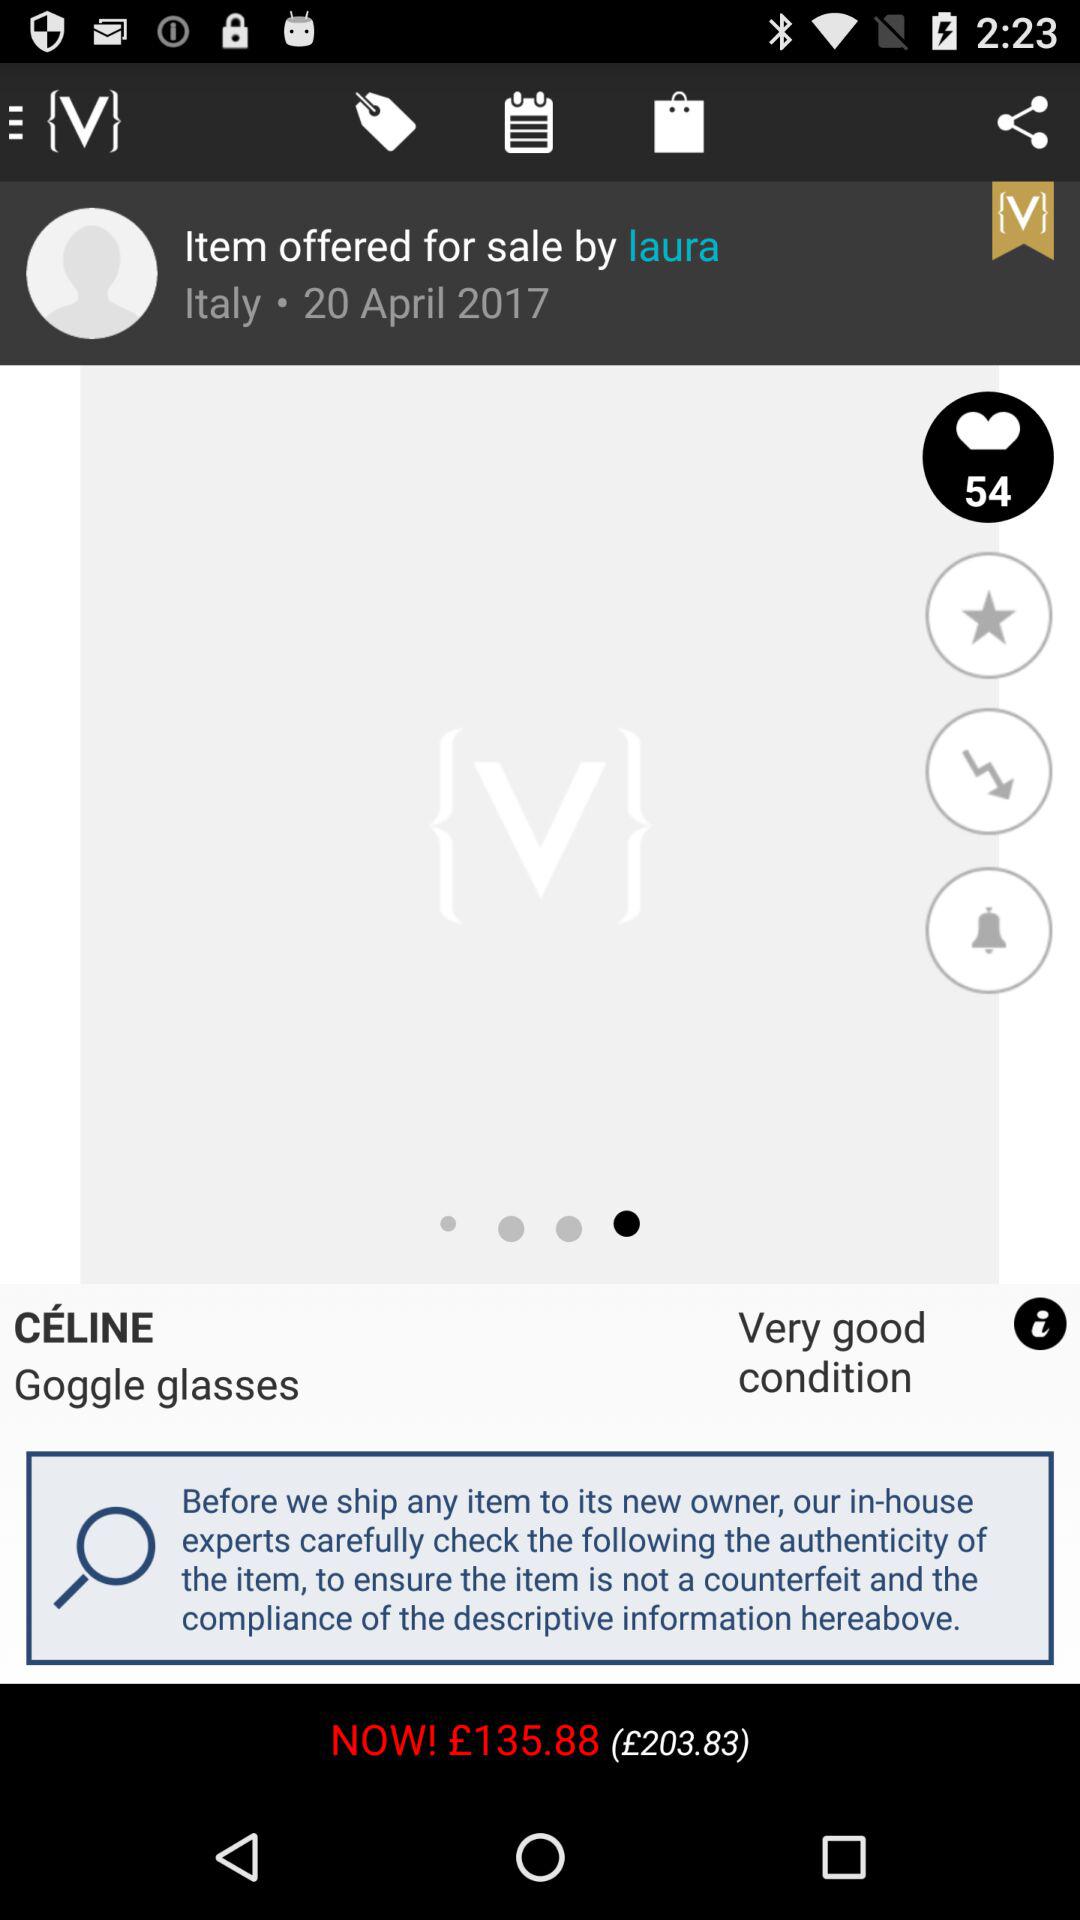 2:23
{V}
Item offered for sale by laura
{V}
Italy • 20 April 2017
54
{V}
CÉLINE
Goggle glasses
Very good
condition
i
Before we ship any item to its new owner, our in-house
experts carefully check the following the authenticity of
the item, to ensure the item is not a counterfeit and the
compliance of the descriptive information hereabove.
NOW! £135.88 (£203.83)